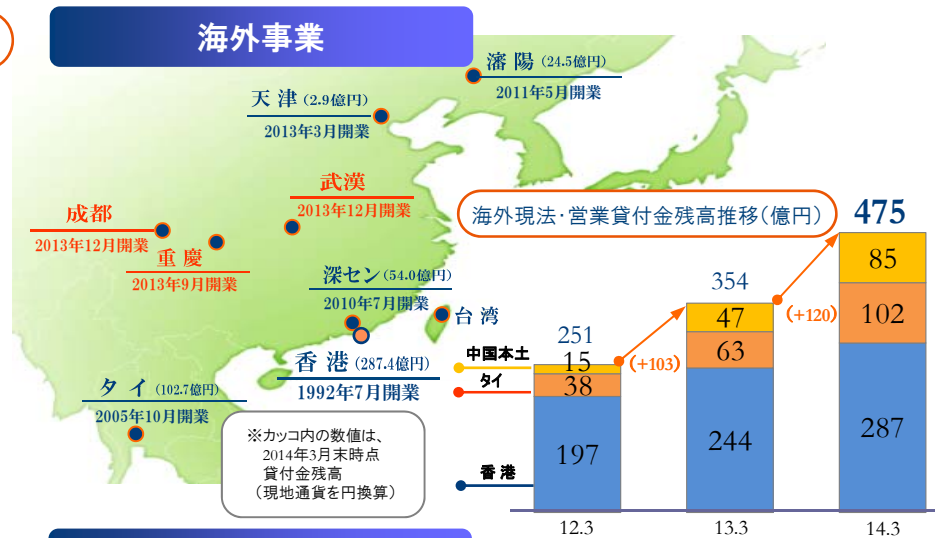 海外事業
瀋陽(24.5億円)
2011年5月開業
天津(2.9億円)
2013年3月開業
武漢
2013年12月開業
成都
2013年12月開業
重慶
2013年9月開業
深セン(54.0億円)
2010年7月開業
台湾
香港(287.4億円)
1992年7月開業
タイ(102.7億円)
2005年10月開業
※カッコ内の数値は、
2014年3月末時点
貸付金残高
(現地通貨を円換算)
海外現法・営業貸付金残高推移(億円)
475
85
354
(+120)
47
102
251
(+103)
中国本土
15
63
タイ
38
287
244
197
香港
12.3
13.3
14.3